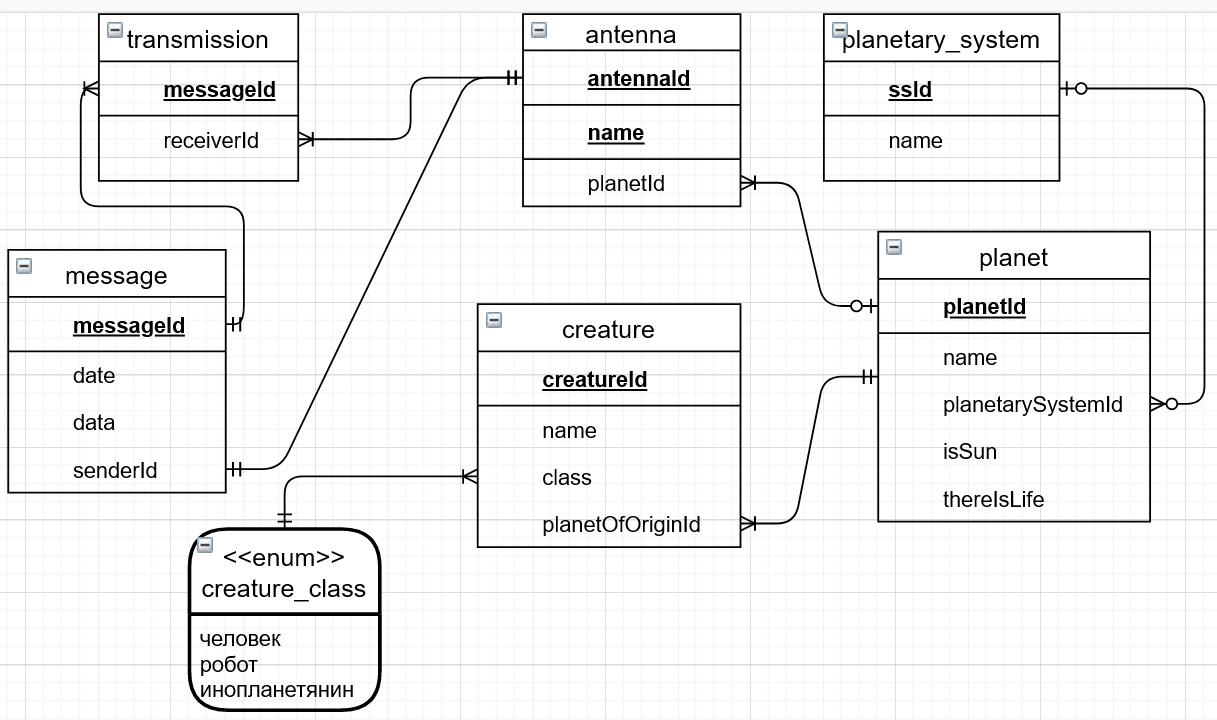 transmission
messageId
receiverId
antenna
antennaId
name
planetId
planetary_system
ssId
name
message
messageId
date
data
senderId
creature
creatureId
name
class
planetOfOriginId
planet
planetId
name
planetarySystemId
isSun
thereIsLife
<<enum>>
creature_class
человек
робот
инопланетянин